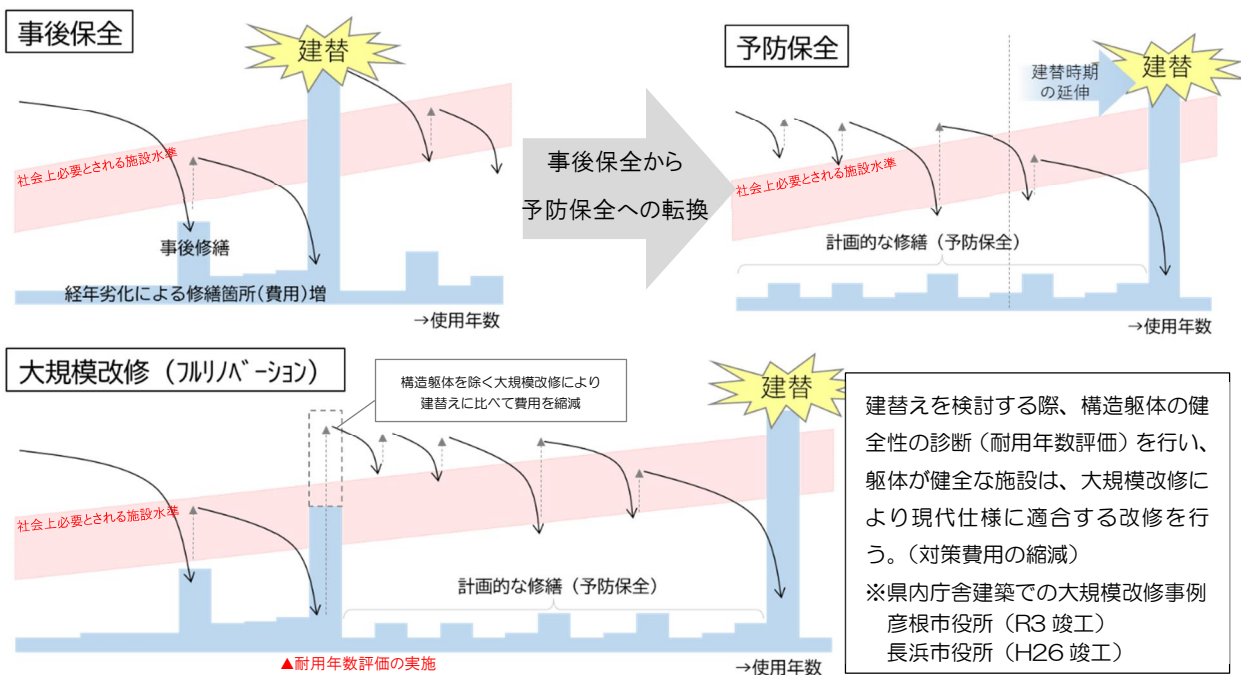 事後保全
建替
社会上必要とされる施設水準
事後修繕
経年劣化による修繕箇所(費用)増
→使用年数
事後保全から
予防保全への転換
予防保全
建替時期
の延伸
建替
社会上必要とされる施設水準
計画的な修繕(予防保全)
→使用年数
大規模改修(ﾌﾙﾘﾉﾍﾞｰｼｮﾝ)
構造躯体を除く大規模改修により
建替えに比べて費用を縮減
建替
社会上必要とされる施設水準
計画的な修繕(予防保全)
▲耐用年数評価の実施
→使用年数
建替えを検討する際、構造躯体の健
全性の診断(耐用年数評価)を行い、
躯体が健全な施設は、大規模改修に
より現代仕様に適合する改修を行
う。(対策費用の縮減)
※県内庁舎建築での大規模改修事例
彦根市役所(R3 竣工)
長浜市役所(H26 竣工)